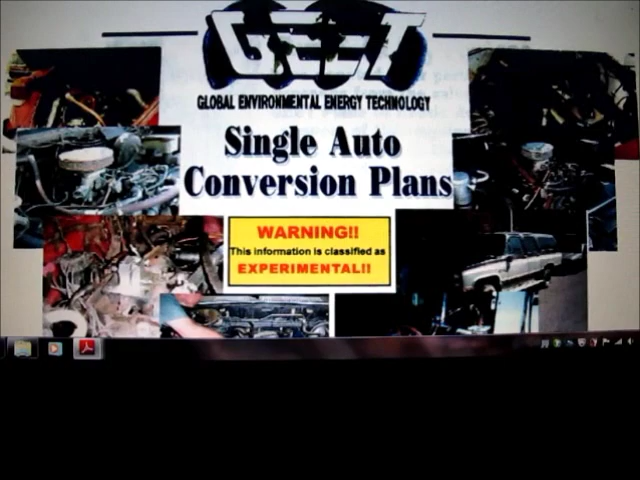 GEET
GLOBAL ENVIRONMENTAL ENERGY TECHNOLOGY
Single Auto
Conversion Plans
WARNING!!
This information is classified as
EXPERIMENTAL!!